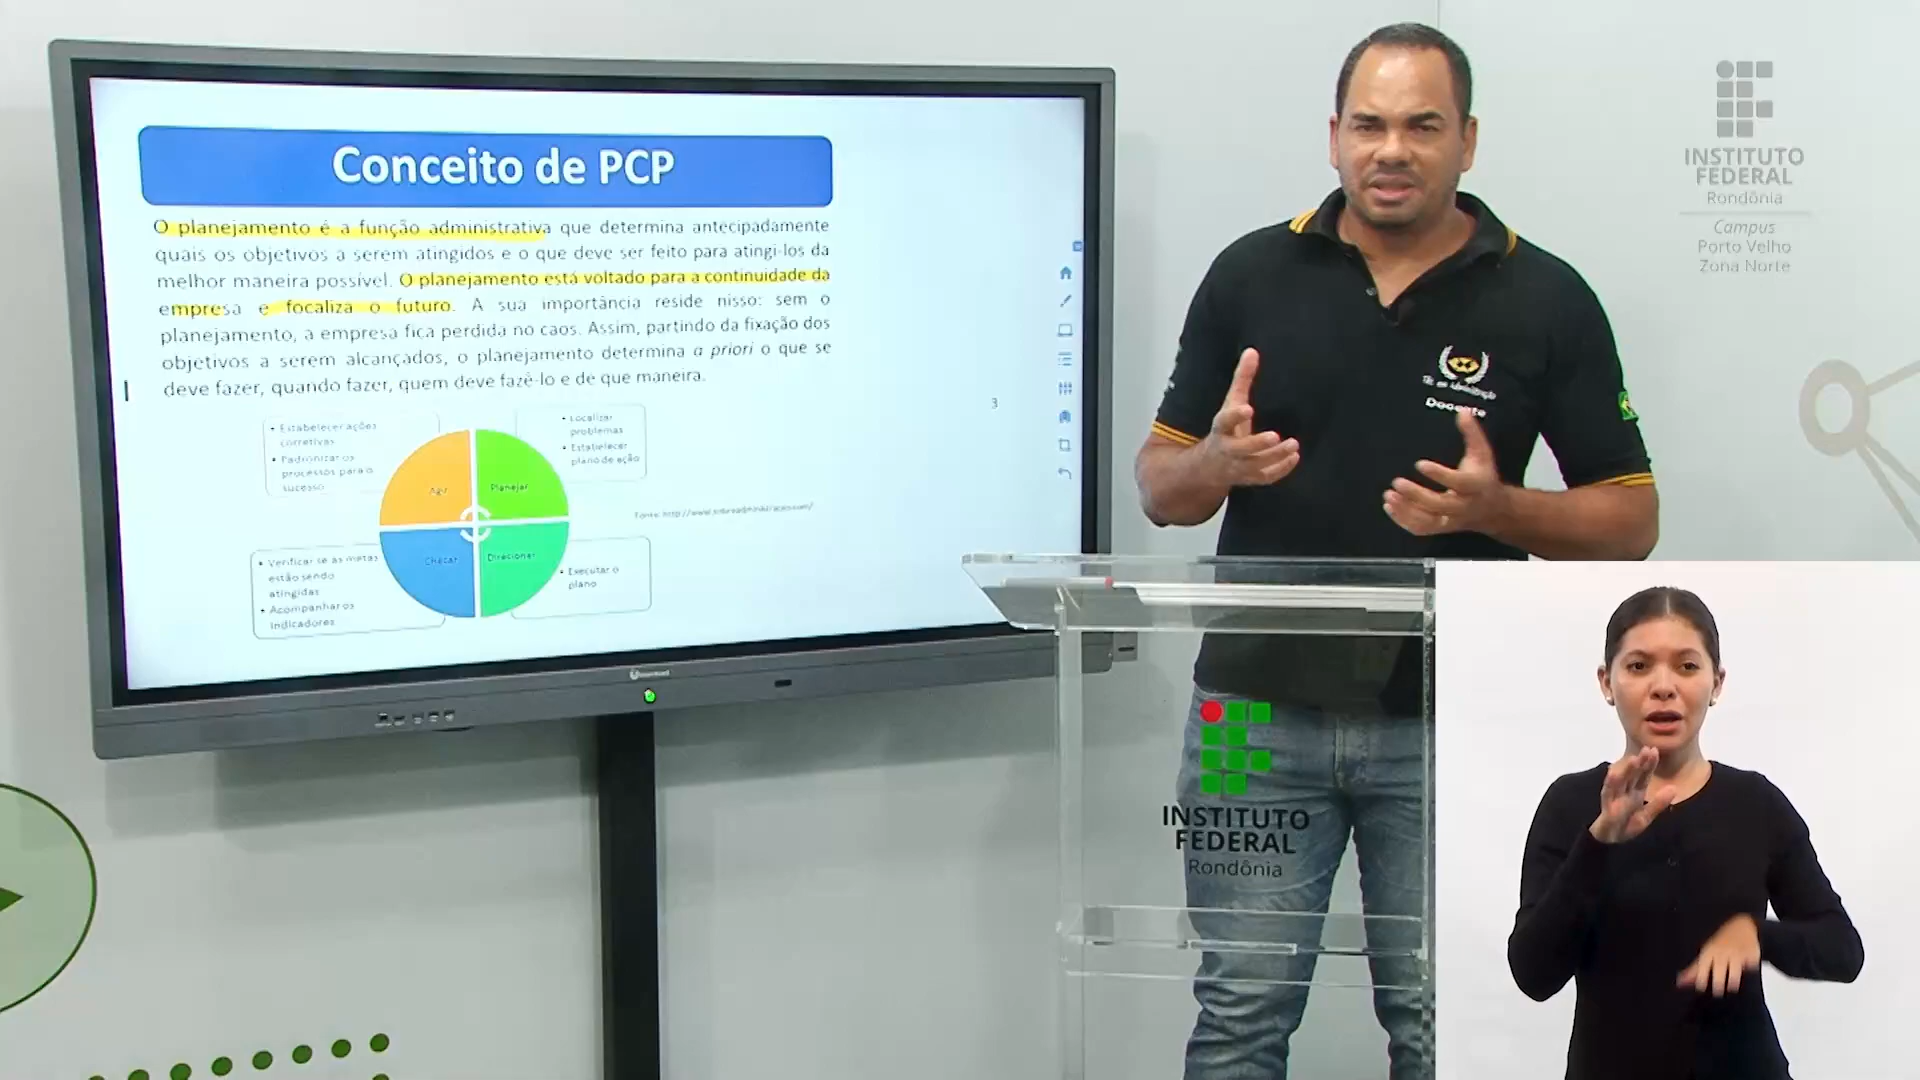 Conceito de PCP
O planejamento é a função administrativa que determina antecipadamente
quais os objetivos a serem atingidos e o que deve ser feito para atingi-los da
melhor maneira possível. O planejamento está voltado para a continuidade da
empresa e focaliza o futuro. A sua importância reside nisso: sem o
planejamento, a empresa fica perdida no caos. Assim, partindo da fixação dos
objetivos a serem alcançados, o planejamento determina a priori o que se
deve fazer, quando fazer, quem deve fazê-lo e de que maneira.
3
• Estabelecer ações
corretivas
• Padronizar os
processos para o
sucesso
• Localizar
problemas
• Estabelecer
plano de ação
Agir
Planejar
Checar
Direcionar
• Verificar se as metas
estão sendo
atingidas
• Acompanhar os
indicadores
• Executar o
plano
INSTITUTO
FEDERAL
Rondônia
Campus
Porto Velho
Zona Norte
Docente
INSTITUTO
FEDERAL
Rondônia